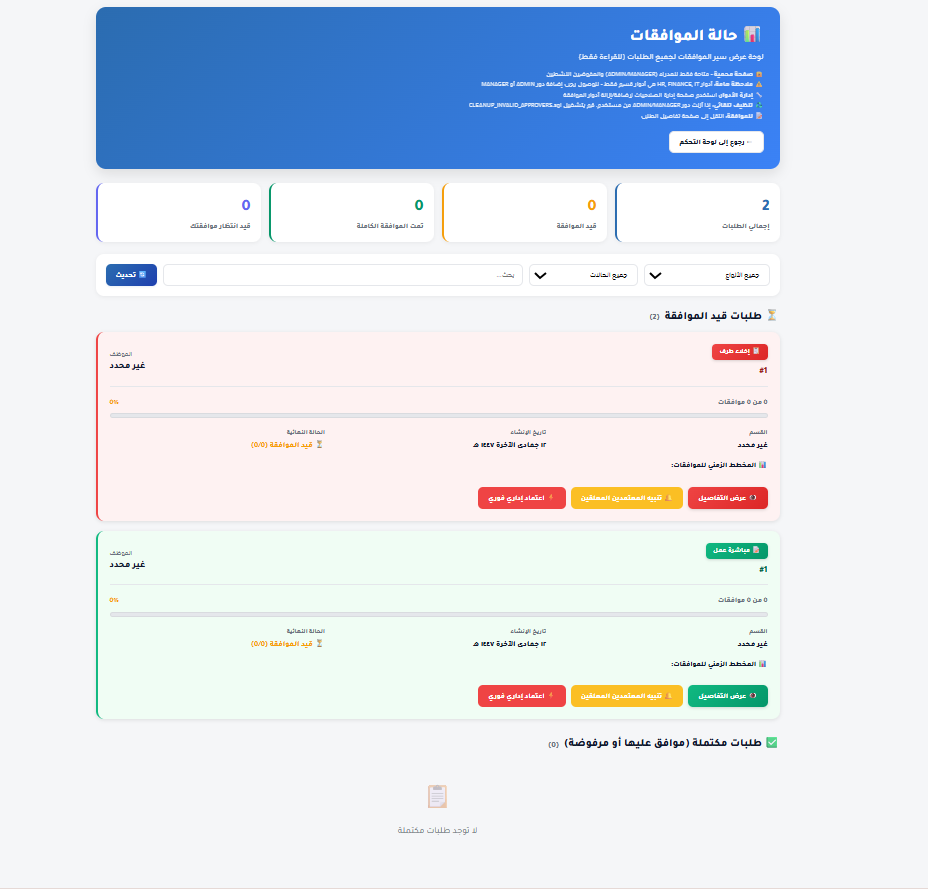 📊 حالة الموافقات
لوحة عرض سير الموافقات لجميع الطلبات (للقراءة فقط)
صفحة محمية - متاحة فقط للمدراء (ADMIN/MANAGER) والمفوضين النشطين
ملاحظة هامة: أدوار HR, FINANCE, IT هي أدوار قسم فقط - للوصول يجب إضافة دور ADMIN أو MANAGER
إدارة الأدوار: استخدم صفحة إدارة الصلاحيات لإضافة/إزالة أدوار الموافقة
تنظيف تلقائي: إذا أزلت دور ADMIN/MANAGER من مستخدم، قم بتشغيل CLEANUP_INVALID_APPROVERS.sql
للموافقة: انتقل إلى صفحة تفاصيل الطلب
رجوع إلى لوحة التحكم
2
إجمالي الطلبات
0
قيد الموافقة
0
تمت الموافقة الكاملة
0
قيد انتظار موافقتك
جميع الأنواع
جميع الحالات
بحث...
تحديث
⏳ طلبات قيد الموافقة (2)
إخلاء طرف
#1
الموظف
غير محدد
0 من 0 موافقات
0%
القسم
غير محدد
تاريخ الإنشاء
١٢ جمادى الآخرة ١٤٤٧ هـ
الحالة النهائية
⏳ قيد الموافقة (0/0)
📊 المخطط الزمني للموافقات:
عرض التفاصيل
تنبيه المعتمدين المعلقين
اعتماد إداري فوري
مباشرة عمل
#1
الموظف
غير محدد
0 من 0 موافقات
0%
القسم
غير محدد
تاريخ الإنشاء
١٢ جمادى الآخرة ١٤٤٧ هـ
الحالة النهائية
⏳ قيد الموافقة (0/0)
📊 المخطط الزمني للموافقات:
عرض التفاصيل
تنبيه المعتمدين المعلقين
اعتماد إداري فوري
✅ طلبات مكتملة (موافق عليها أو مرفوضة) (0)
لا توجد طلبات مكتملة